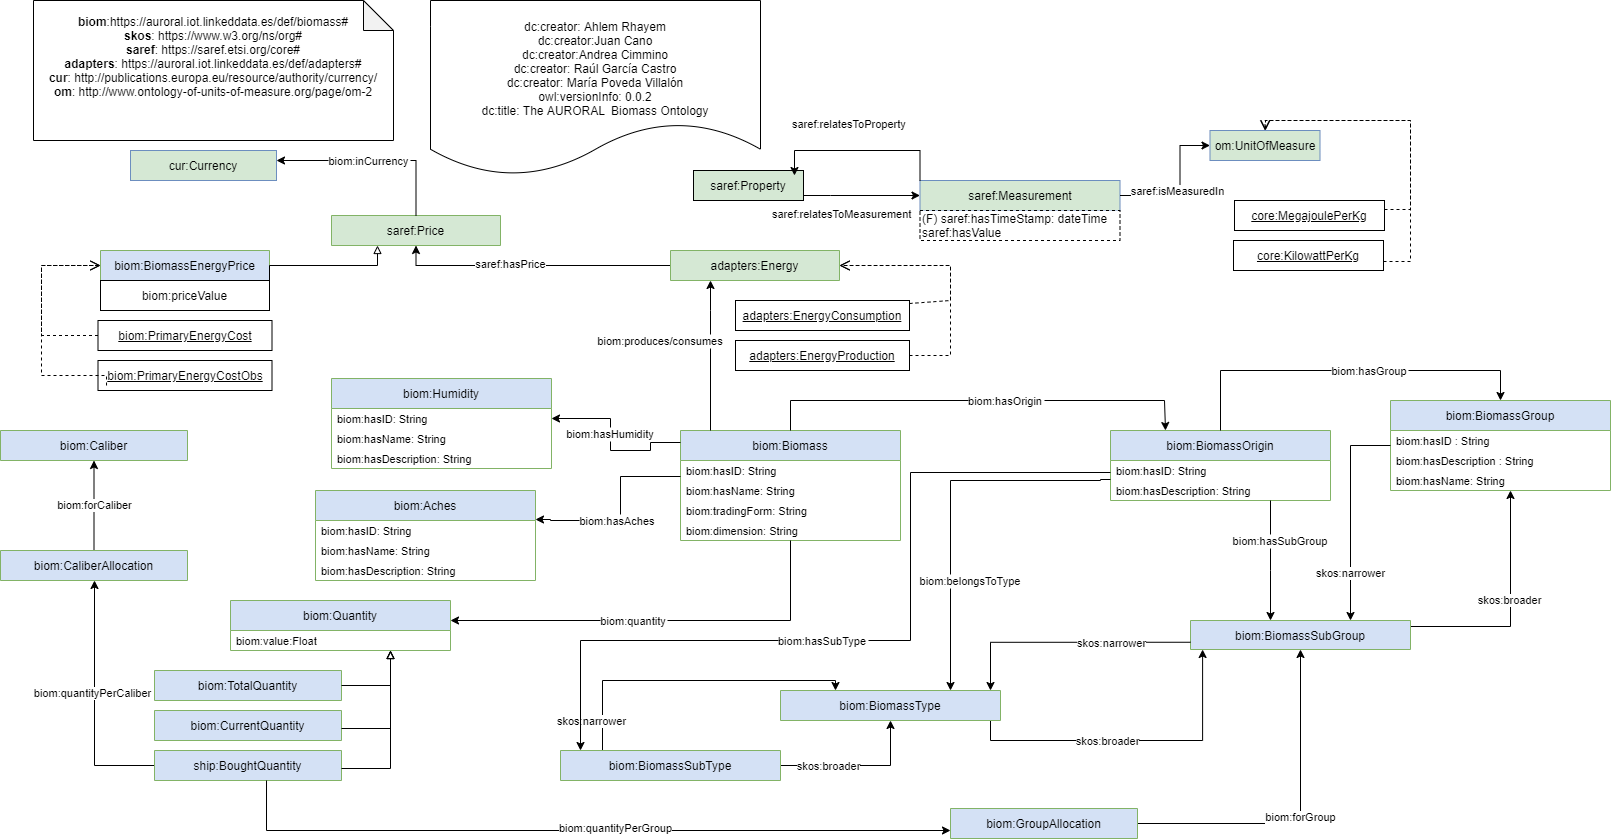 biom:https://auroral.iot.linkeddata.es/def/biomass#
skos: https://www.w3.org/ns/org#
saref: https://saref.etsi.org/core#
adapters: https://auroral.iot.linkeddata.es/def/adapters#
cur: http://publications.europa.eu/resource/authority/currency/
om: http://www.ontology-of-units-of-measure.org/page/om-2
dc:creator: Ahlem Rhayem
dc:creator:Juan Cano
dc:creator:Andrea Cimmino
dc:creator: Raúl García Castro
dc:creator: María Poveda Villalón
owl:versionInfo: 0.0.2
dc:title: The AURORAL  Biomass Ontology
saref:relatesToProperty
om:UnitOfMeasure
cur:Currency
biom:inCurrency
saref:Property
saref:Measurement
saref:isMeasuredIn
saref:relatesToMeasurement
(F) saref:hasTimeStamp: dateTime
saref:hasValue
core:MegajoulePerKg
core:KilowattPerKg
saref:Price
biom:BiomassEnergyPrice
biom:priceValue
saref:hasPrice
adapters:Energy
adapters:EnergyConsumption
adapters:EnergyProduction
biom:PrimaryEnergyCost
biom:PrimaryEnergyCostObs
biom:produces/consumes
biom:hasGroup
biom:Humidity
biom:hasID: String
biom:hasName: String
biom:hasDescription: String
biom:hasHumidity
biom:hasOrigin
biom:Biomass
biom:hasID: String
biom:hasName: String
biom:tradingForm: String
biom:dimension: String
biom:BiomassOrigin
biom:hasID: String
biom:hasDescription: String
biom:BiomassGroup
biom:hasID : String
biom:hasDescription : String
biom:hasName: String
biom:Caliber
biom:forCaliber
biom:CaliberAllocation
biom:Aches
biom:hasID: String
biom:hasName: String
biom:hasDescription: String
biom:hasAches
biom:hasSubGroup
skos:narrower
biom:belongsToType
skos:broader
biom:Quantity
biom:value:Float
biom:quantity
biom:hasSubType
skos:narrower
biom:BiomassSubGroup
biom:quantityPerCaliber
biom:TotalQuantity
biom:CurrentQuantity
ship:BoughtQuantity
skos:narrower
biom:BiomassType
skos:broader
biom:BiomassSubType
skos:broader
biom:quantityPerGroup
biom:GroupAllocation
biom:forGroup